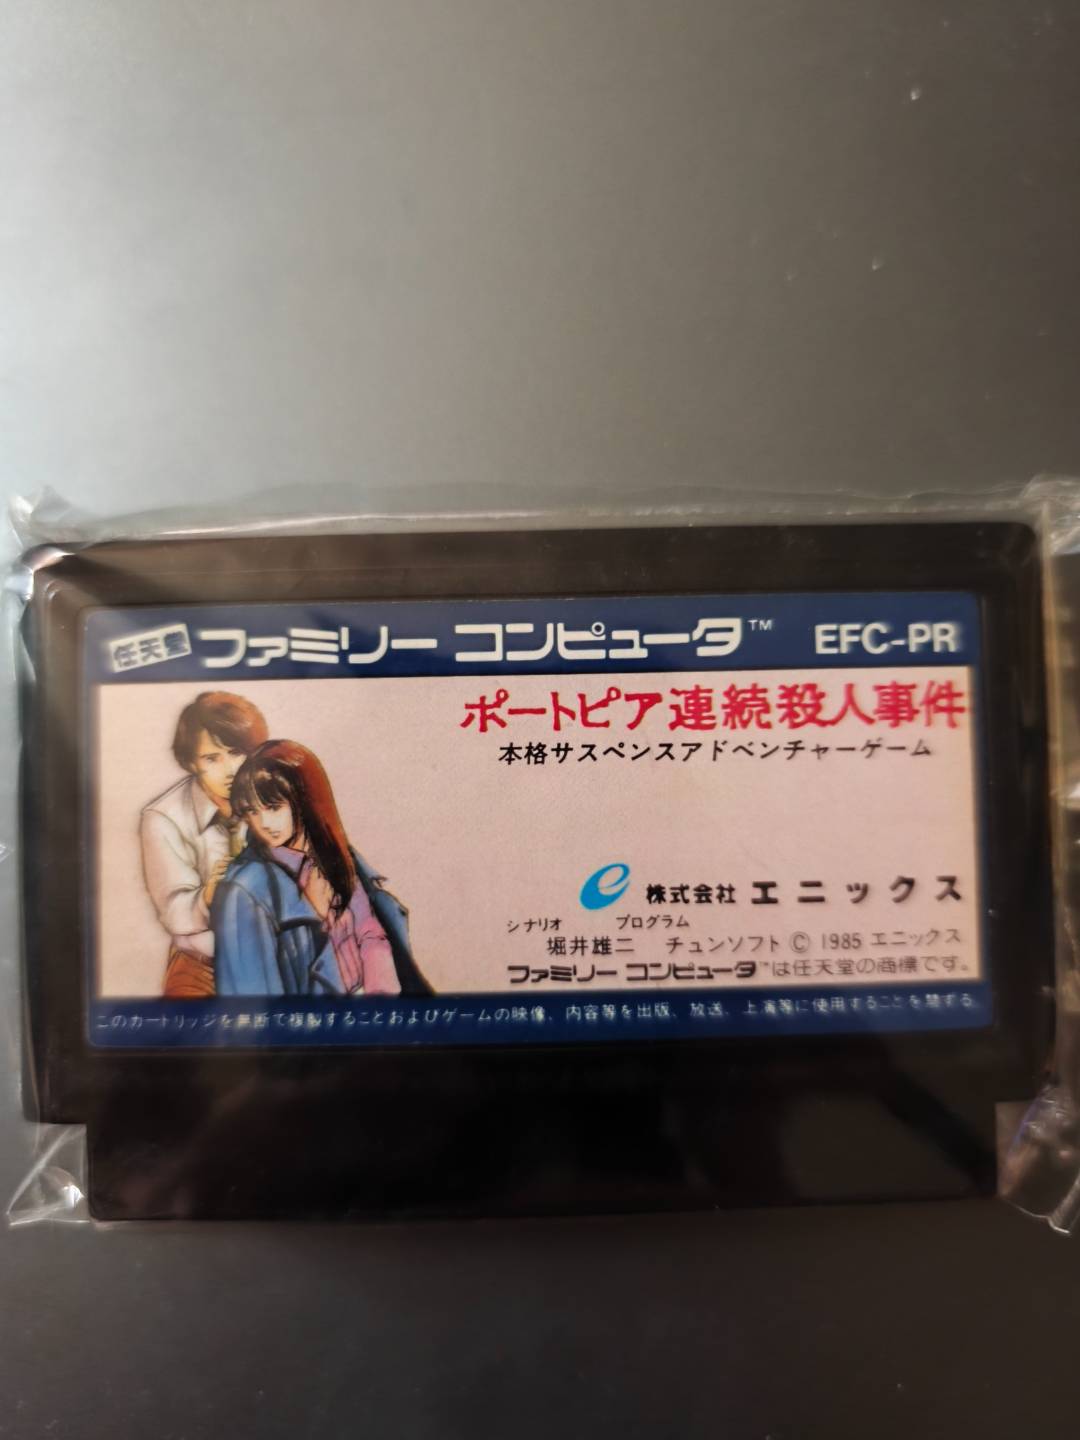 任天堂 ファミリー コンピュータ™ EFC-PR
ポートピア連続殺人事件
本格サスペンスアドベンチャーゲーム
e 株式会社 エニックス
シナリオ プログラム
堀井雄二 チュンソフト © 1985 エニックス
ファミリー コンピュータ™は任天堂の商標です。
このカートリッジを無断で複製することおよびゲームの映像、内容等を出版、放送、上演等に使用することを禁ずる。